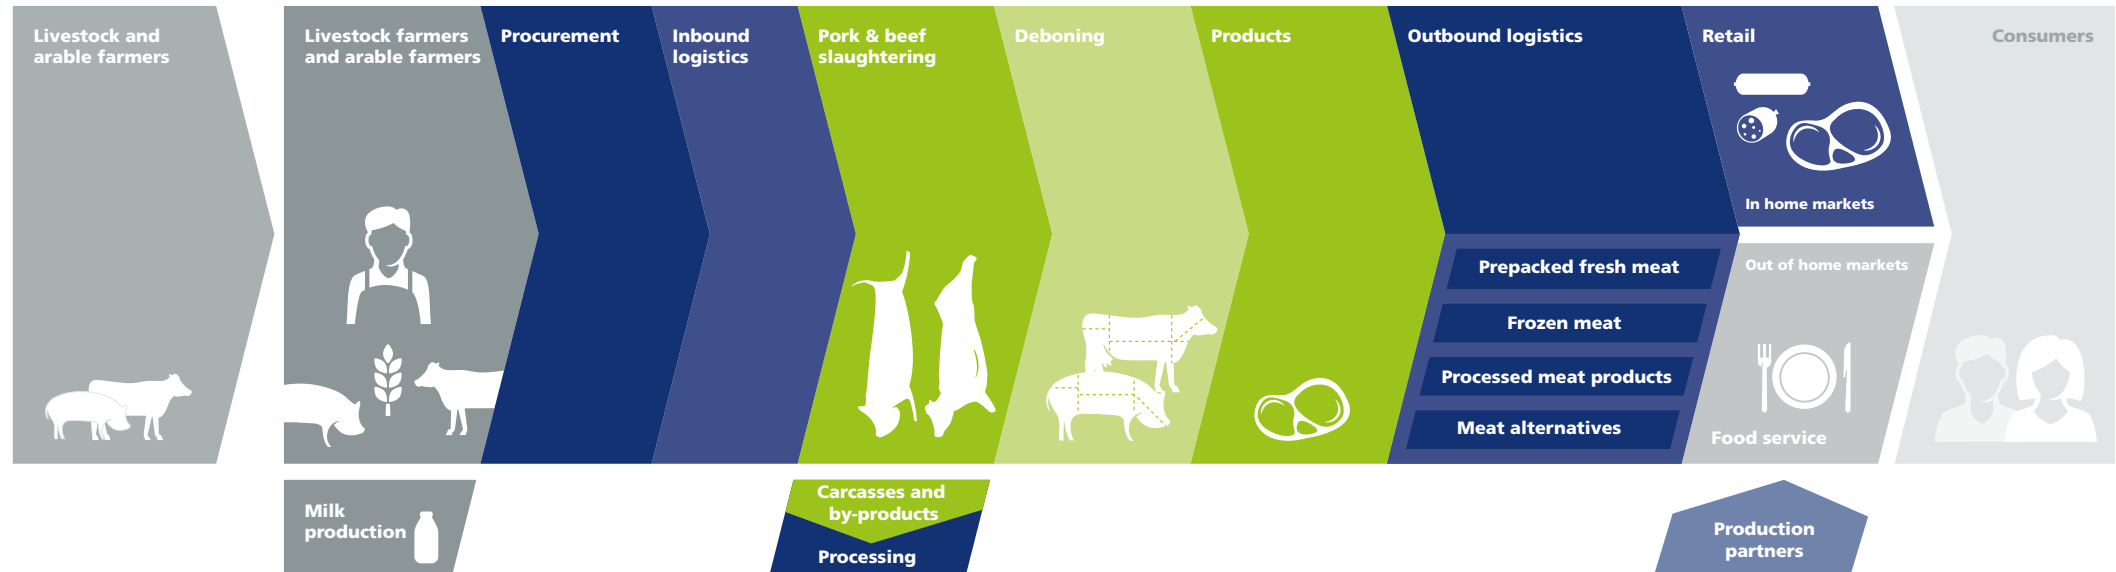 Livestock and
arable farmers
Livestock farmers
and arable farmers
Procurement
Inbound
logistics
Pork & beef
slaughtering
Deboning
Products
Outbound logistics
Retail
Consumers
In home markets
Prepacked fresh meat
Frozen meat
Processed meat products
Meat alternatives
Out of home markets
Food service
Milk
production
Carcasses and
by-products
Processing
Production
partners